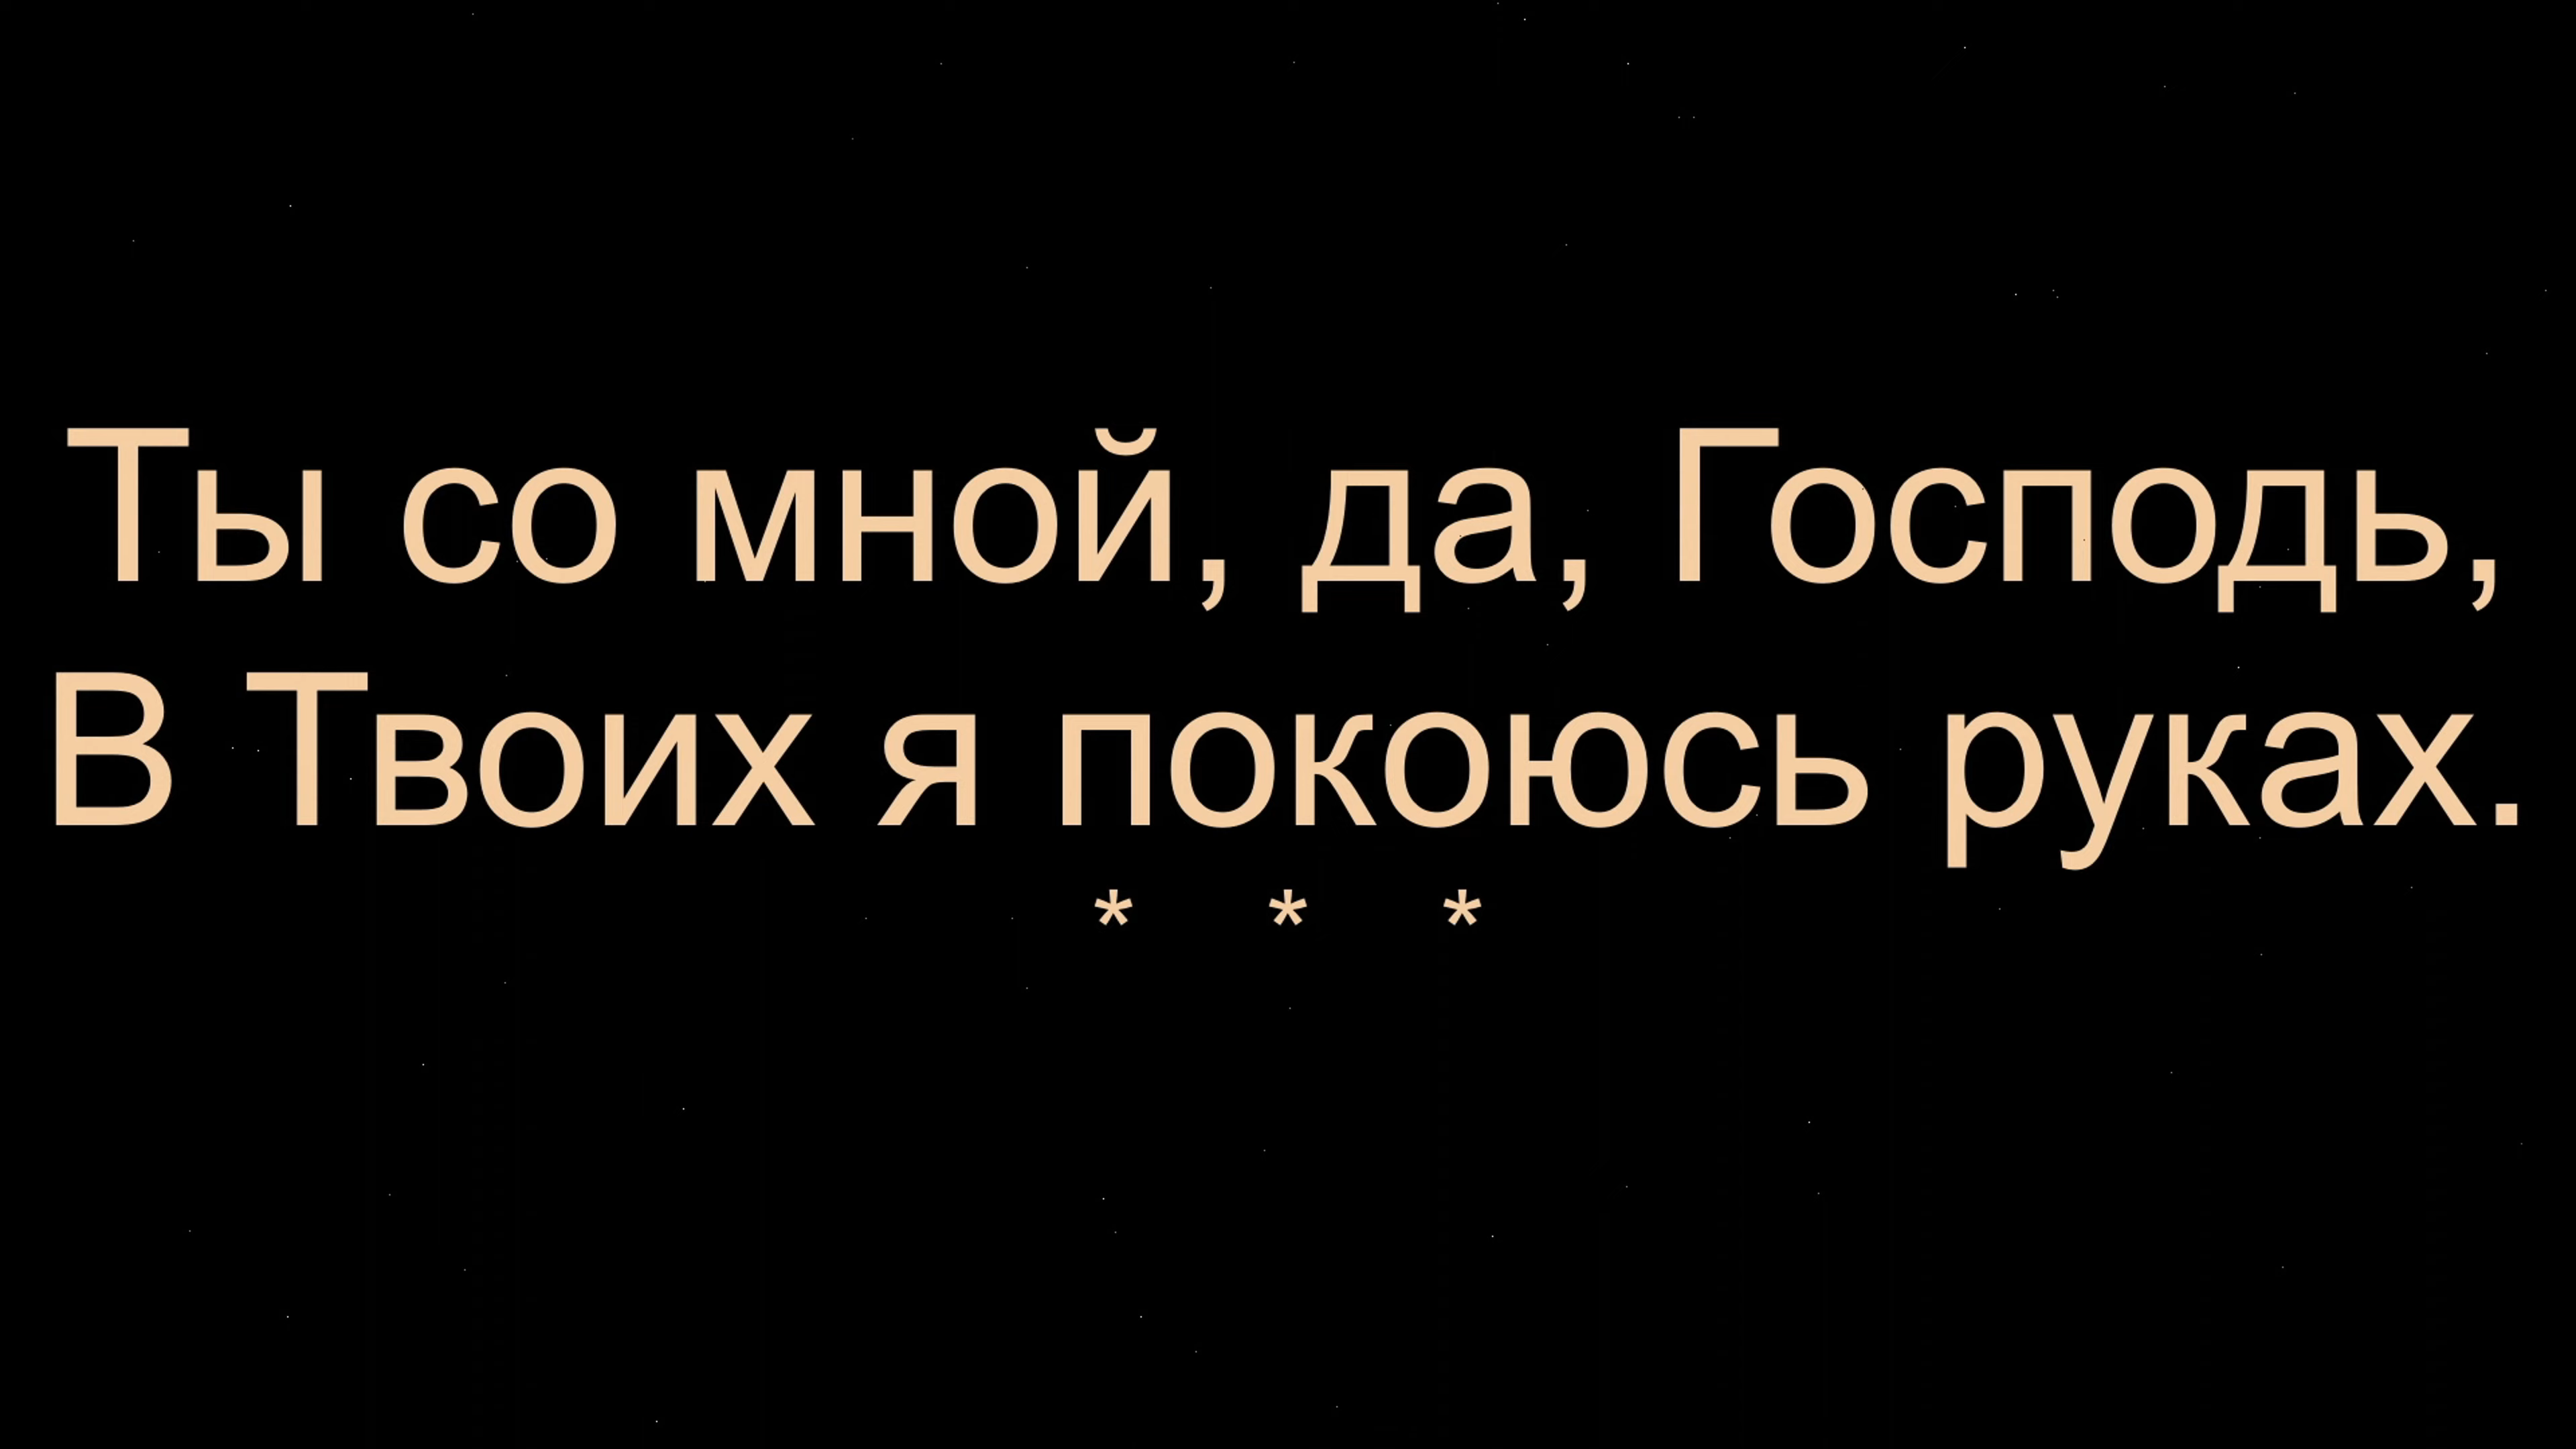 Ты со мной, да, Господь,
В Твоих я покоюсь руках.
* * *